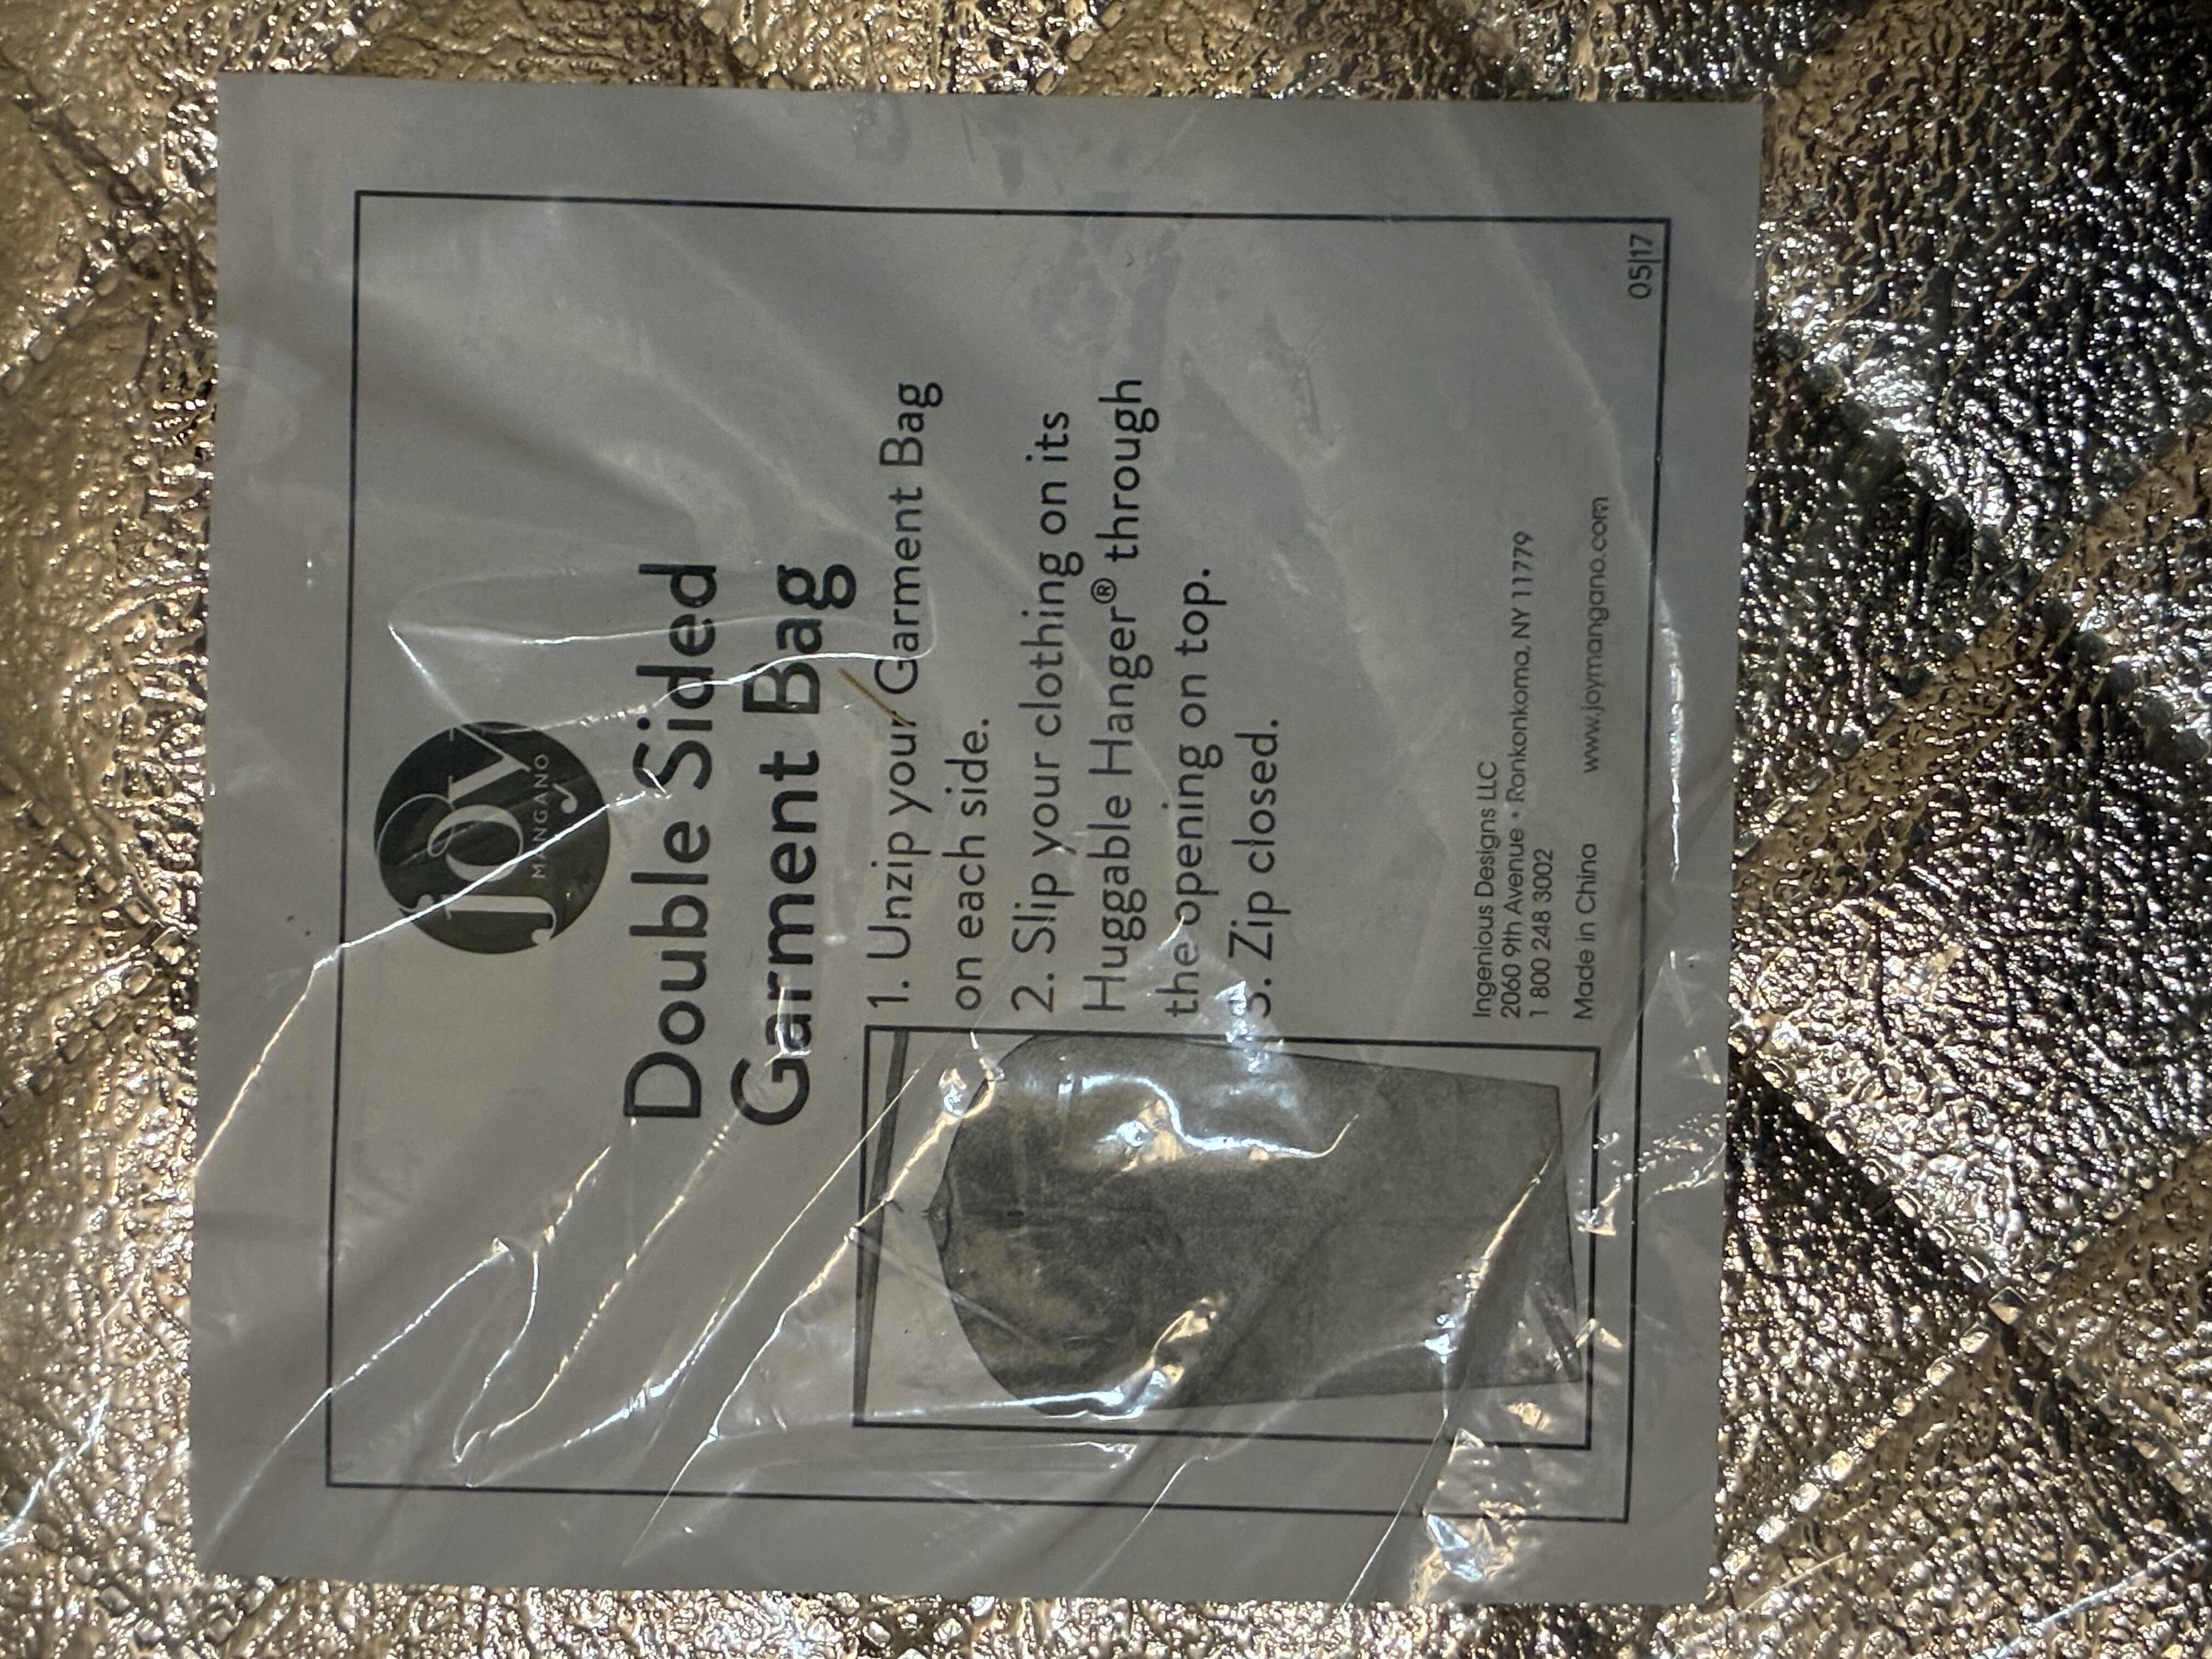 joy
MANGANO
Double Sided
Garment Bag
1. Unzip your Garment Bag
on each side.
2. Slip your clothing on its
Huggable Hanger® through
the opening on top.
3. Zip closed.
Ingenious Designs LLC
2060 9th Avenue • Ronkonkoma, NY 11779
1 800 248 3002
Made in China www.joymangano.com
05|17